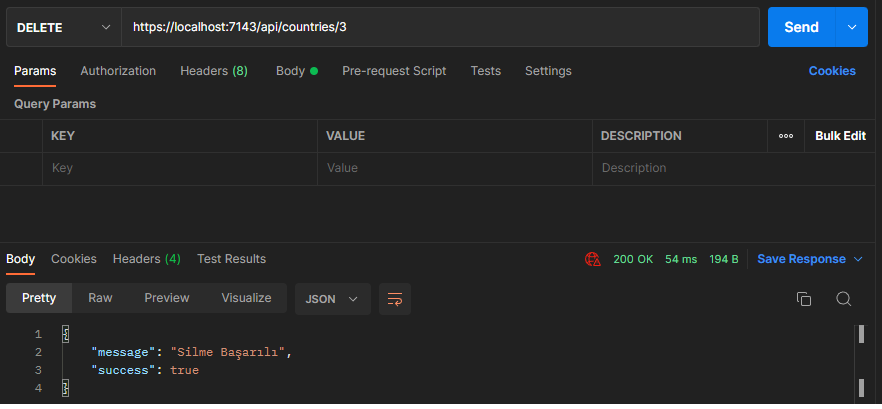 DELETE https://localhost:7143/api/countries/3 Send
Params Authorization Headers (8) Body Pre-request Script Tests Settings Cookies
Query Params
KEY VALUE DESCRIPTION ooo Bulk Edit
Key Value Description
Body Cookies Headers (4) Test Results 200 OK 54 ms 194 B Save Response
Pretty Raw Preview Visualize JSON
1 {
2 "message": "Silme Başarılı",
3 "success": true
4 }